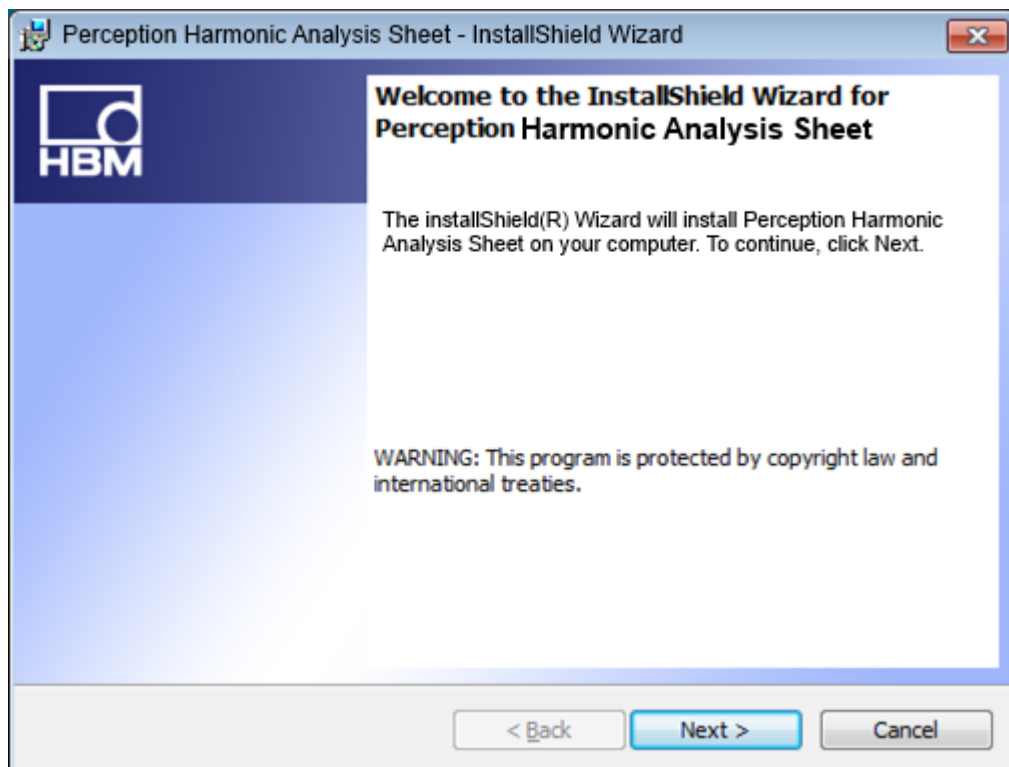 Perception Harmonic Analysis Sheet - InstallShield Wizard
HBM
Welcome to the InstallShield Wizard for
Perception Harmonic Analysis Sheet
The installShield(R) Wizard will install Perception Harmonic
Analysis Sheet on your computer. To continue, click Next.
WARNING: This program is protected by copyright law and
international treaties.
< Back
Next >
Cancel